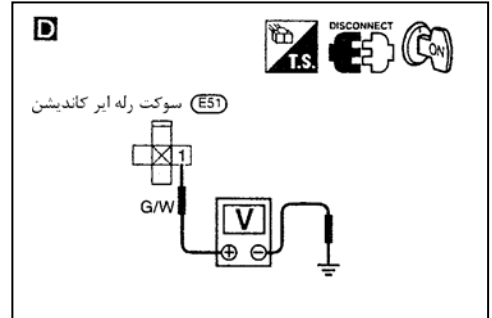 D
T.S.
DISCONNECT
ON
سوکت رله ایر کاندیشن E51
1
G/W
V
+ −